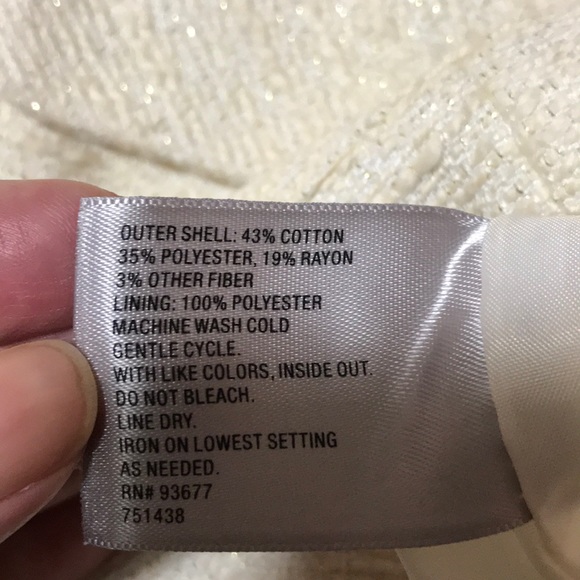 OUTER SHELL: 43% COTTON
35% POLYESTER, 19% RAYON
3% OTHER FIBER
LINING: 100% POLYESTER
MACHINE WASH COLD
GENTLE CYCLE.
WITH LIKE COLORS, INSIDE OUT.
DO NOT BLEACH.
LINE DRY.
IRON ON LOWEST SETTING
AS NEEDED.
RN# 93677
751438